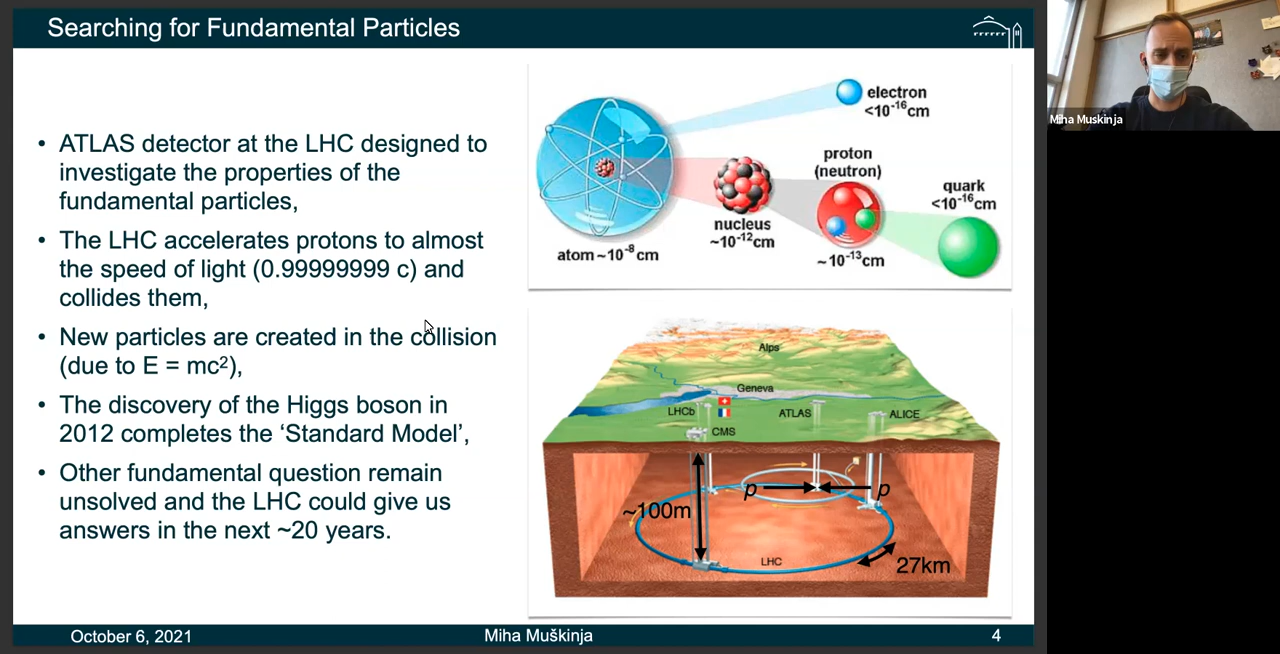 Searching for Fundamental Particles
• ATLAS detector at the LHC designed to
investigate the properties of the
fundamental particles,
• The LHC accelerates protons to almost
the speed of light (0.99999999 c) and
collides them,
• New particles are created in the collision
(due to E = mc²),
• The discovery of the Higgs boson in
2012 completes the ‘Standard Model’,
• Other fundamental question remain
unsolved and the LHC could give us
answers in the next ~20 years.
electron
<10⁻¹⁶cm
proton
(neutron)
quark
<10⁻¹⁶cm
nucleus
~10⁻¹²cm
atom~10⁻⁸cm
~10⁻¹³cm
Alps
Geneva
LHCb
ATLAS
ALICE
CMS
p
p
~100m
LHC
27km
October 6, 2021
Miha Muškinja
4
Miha Muskinja